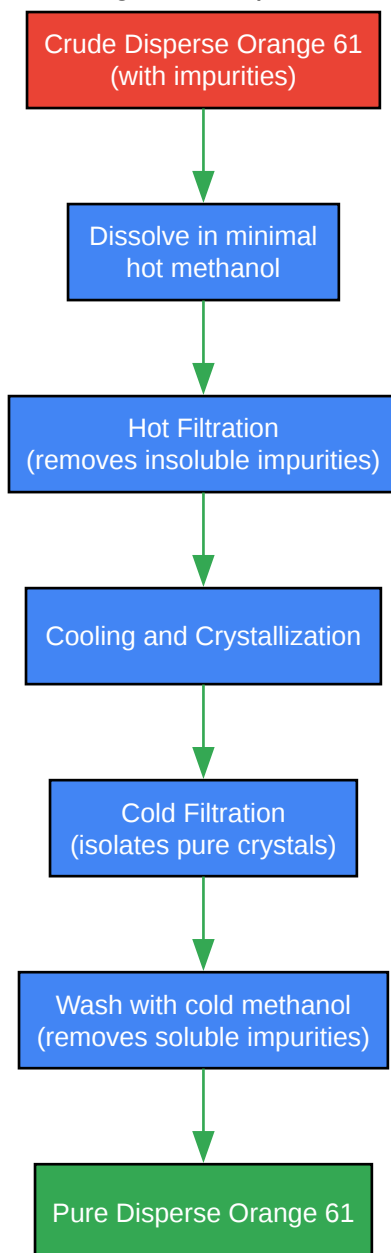 Crude Disperse Orange 61
(with impurities)
Dissolve in minimal
hot methanol
Hot Filtration
(removes insoluble impurities)
Cooling and Crystallization
Cold Filtration
(isolates pure crystals)
Wash with cold methanol
(removes soluble impurities)
Pure Disperse Orange 61